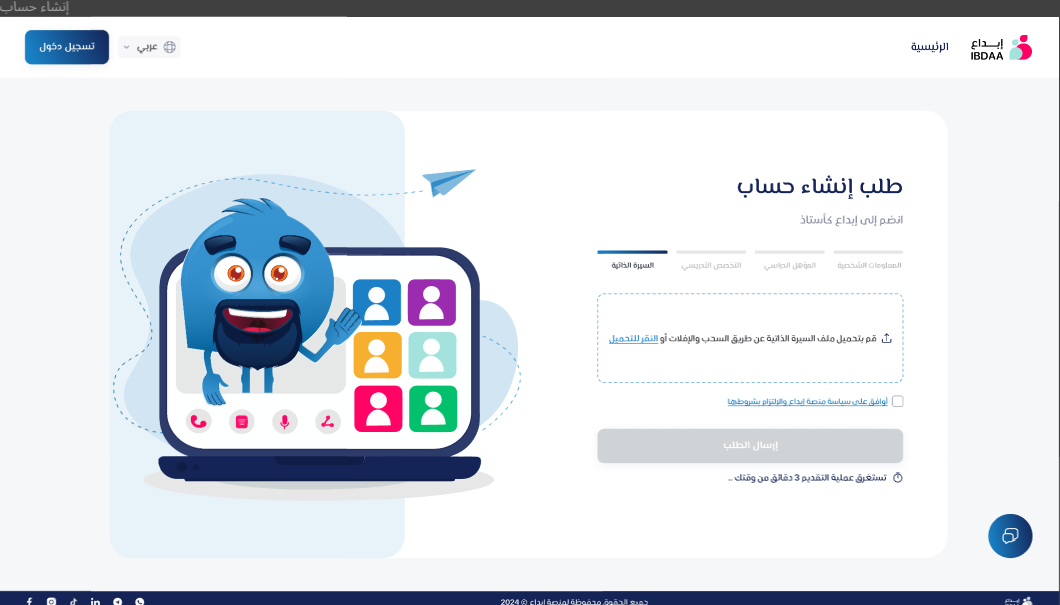 إنشاء حساب
إبــداع
IBDAA
الرئيسية
عربي
تسجيل دخول
طلب إنشاء حساب
انضم إلى إبداع كأستاذ
المعلومات الشخصية
المؤهل الدراسي
التخصص التدريسي
السيرة الذاتية
قم بتحميل ملف السيرة الذاتية عن طريق السحب والإفلات أو النقر للتحميل
أوافق على سياسة منصة إبداع والإلتزام بشروطها
إرسال الطلب
تستغرق عملية التقديم 3 دقائق من وقتك ..
جميع الحقوق محفوظة لمنصة إبداع © 2024